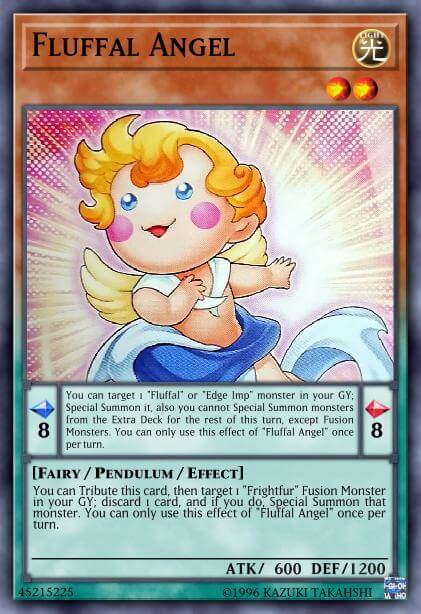 Fluffal Angel
LIGHT
光
You can target 1 "Fluffal" or "Edge Imp" monster in your GY;
Special Summon it, also you cannot Special Summon monsters
from the Extra Deck for the rest of this turn, except Fusion
Monsters. You can only use this effect of "Fluffal Angel" once
per turn.
8
8
[Fairy / Pendulum / Effect]
You can Tribute this card, then target 1 "Frightfur" Fusion Monster
in your GY; discard 1 card, and if you do, Special Summon that
monster. You can only use this effect of "Fluffal Angel" once per
turn.
ATK/ 600 DEF/1200
45215225
©1996 KAZUKI TAKAHSHI